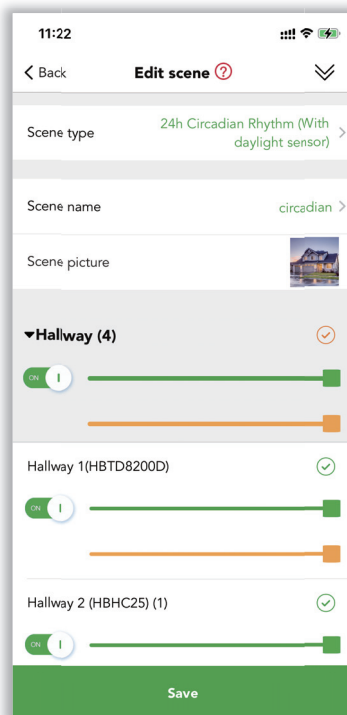 11:22
Back
Edit scene ?
Scene type
24h Circadian Rhythm (With
daylight sensor)
Scene name
circadian
Scene picture
Hallway (4)
ON
Hallway 1(HBTD8200D)
ON
Hallway 2 (HBHC25) (1)
ON
Save